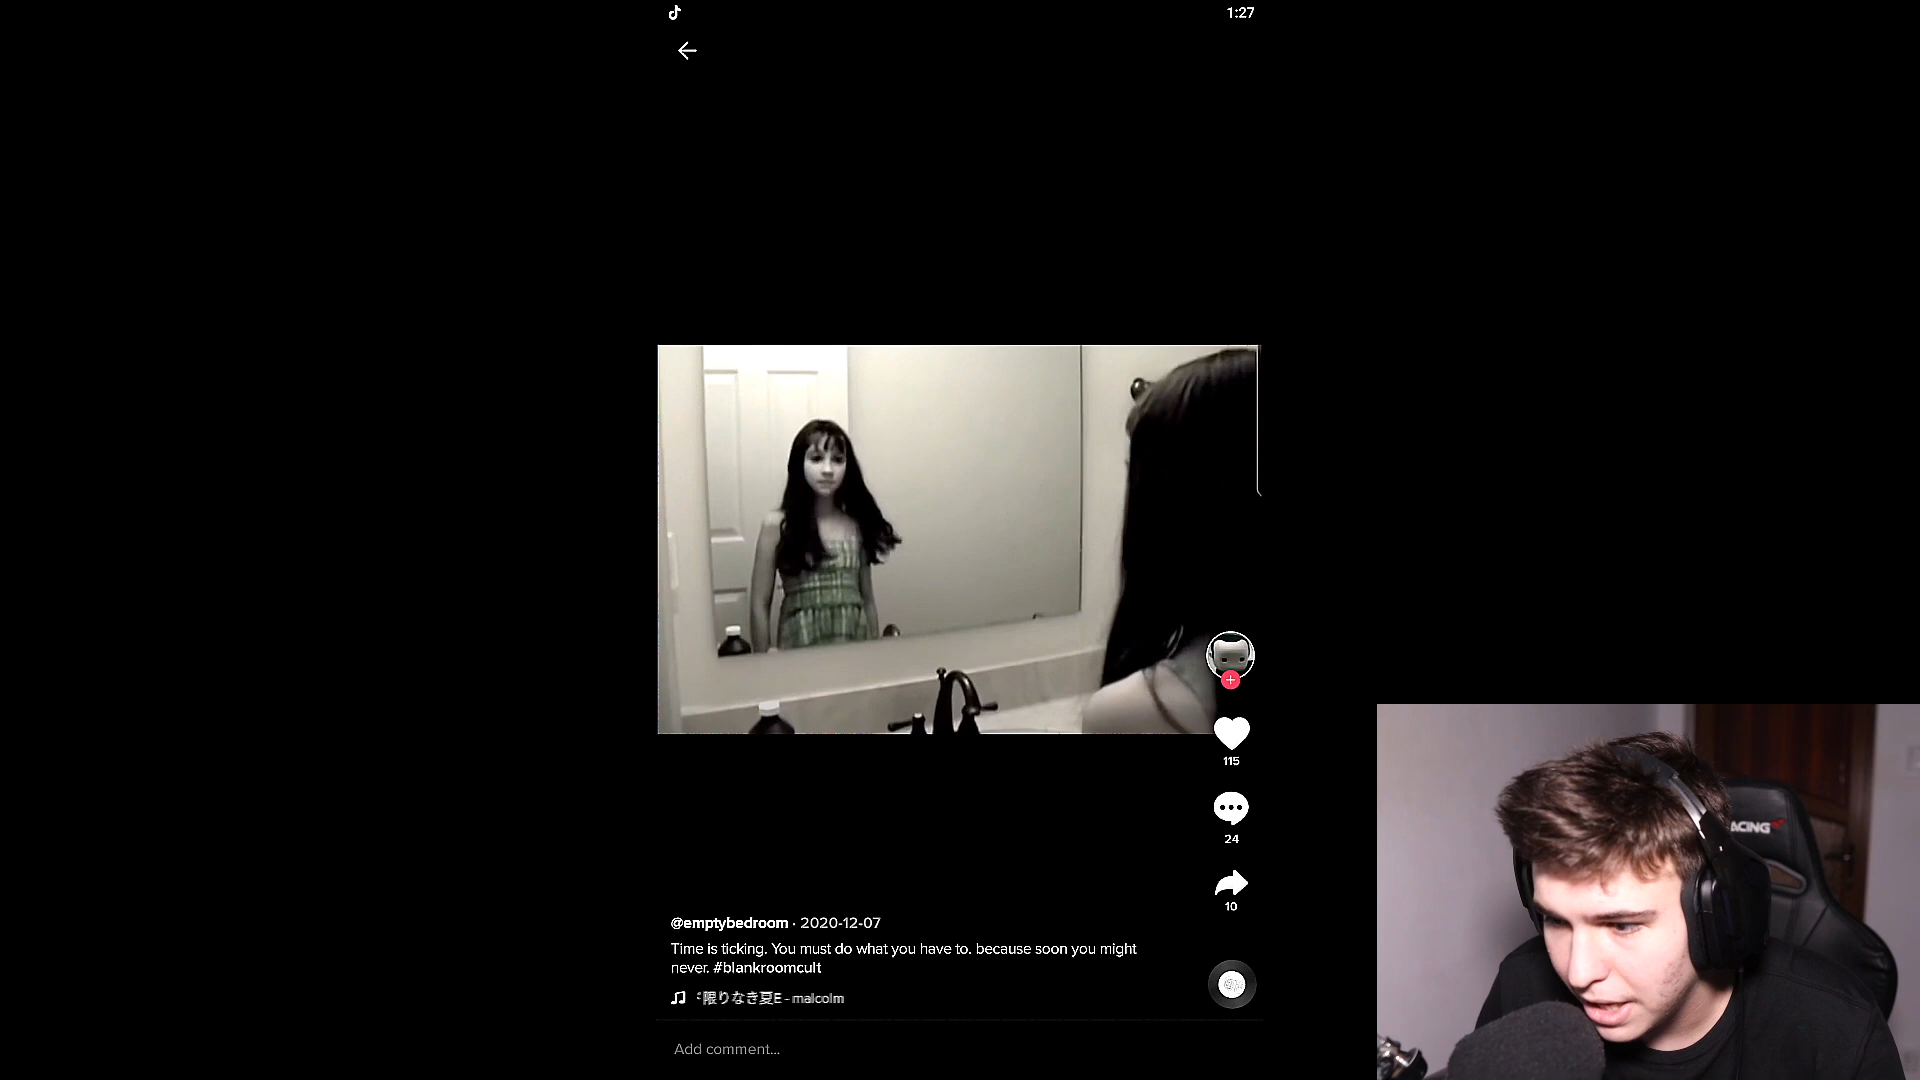 1:27
115
24
10
@emptybedroom · 2020-12-07
Time is ticking. You must do what you have to. because soon you might
never. #blankroomcult
限りなき夏E - malcolm
Add comment...
ACING